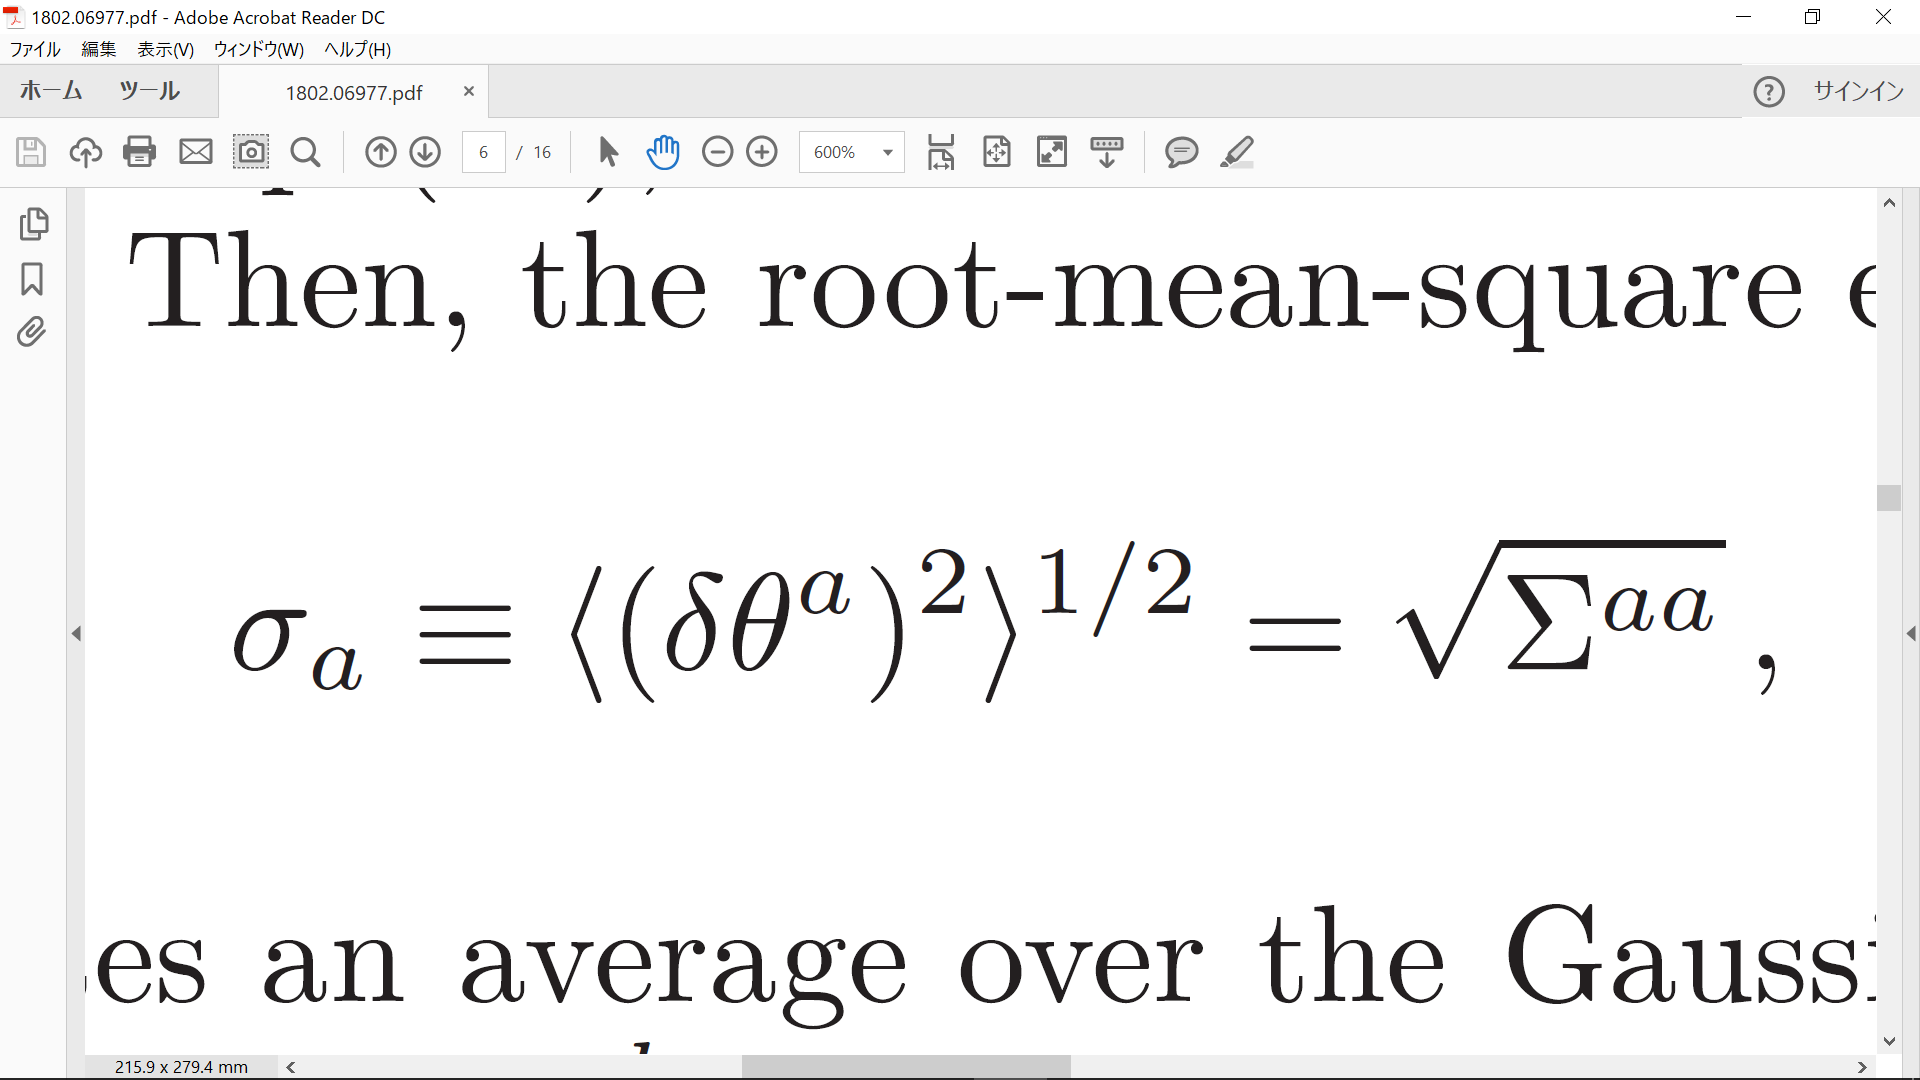 1802.06977.pdf - Adobe Acrobat Reader DC
ファイル 編集 表示(V) ウィンドウ(W) ヘルプ(H)
ホーム ツール 1802.06977.pdf × サインイン
6 / 16 600%
Then, the root-mean-square
σ_a ≡ ⟨(δθ^a)^2⟩^{1/2} = √Σ^{aa} ,
es an average over the Gaussi
215.9 x 279.4 mm